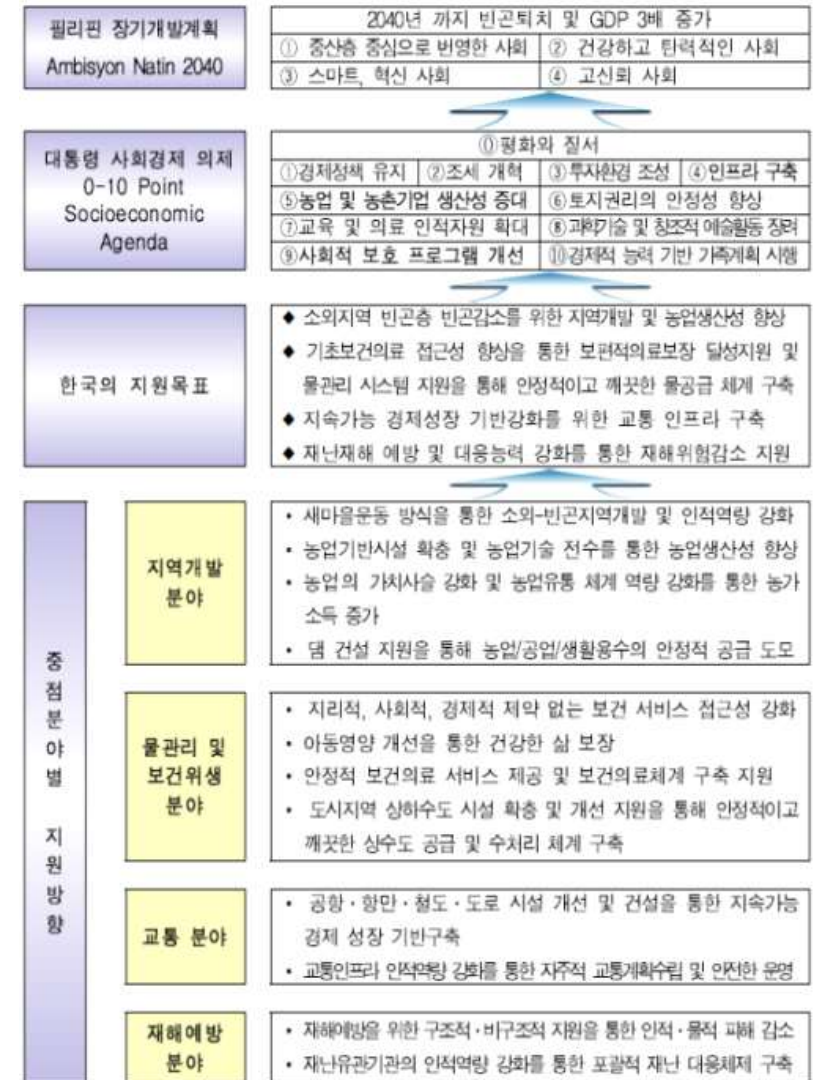 필리핀 장기개발계획
Ambisyon Natin 2040
2040년 까지 빈곤퇴치 및 GDP 3배 증가
① 중산층 중심으로 번영한 사회 ② 건강하고 탄력적인 사회
③ 스마트, 혁신 사회 ④ 고신뢰 사회
대통령 사회경제 의제
0-10 Point
Socioeconomic
Agenda
⓪평화와 질서
①경제정책 유지 ②조세 개혁 ③투자환경 조성 ④인프라 구축
⑤농업 및 농촌기업 생산성 증대 ⑥토지권리의 안정성 향상
⑦교육 및 의료 인적자원 확대 ⑧과학기술 및 창조적 예술활동 장려
⑨사회적 보호 프로그램 개선 ⑩경제적 능력 기반 가족계획 시행
한국의 지원목표
◆ 소외지역 빈곤층 빈곤감소를 위한 지역개발 및 농업생산성 향상
◆ 기초보건의료 접근성 향상을 통한 보편적의료보장 달성지원 및
물관리 시스템 지원을 통해 안정적이고 깨끗한 물공급 체계 구축
◆ 지속가능 경제성장 기반강화를 위한 교통 인프라 구축
◆ 재난재해 예방 및 대응능력 강화를 통한 재해위험감소 지원
중점분야별 지원방향
지역개발
분야
• 새마을운동 방식을 통한 소외-빈곤지역개발 및 인적역량 강화
• 농업기반시설 확충 및 농업기술 전수를 통한 농업생산성 향상
• 농업의 가치사슬 강화 및 농업유통 체계 역량 강화를 통한 농가
소득 증가
• 댐 건설 지원을 통해 농업/공업/생활용수의 안정적 공급 도모
물관리 및
보건위생
분야
• 지리적, 사회적, 경제적 제약 없는 보건 서비스 접근성 강화
• 아동영양 개선을 통한 건강한 삶 보장
• 안정적 보건의료 서비스 제공 및 보건의료체계 구축 지원
• 도시지역 상하수도 시설 확충 및 개선 지원을 통해 안정적이고
깨끗한 상수도 공급 및 수처리 체계 구축
교통 분야
• 공항·항만·철도·도로 시설 개선 및 건설을 통한 지속가능
경제 성장 기반구축
• 교통인프라 인적역량 강화를 통한 자주적 교통계획수립 및 안전한 운영
재해예방
분야
• 재해예방을 위한 구조적·비구조적 지원을 통한 인적·물적 피해 감소
• 재난유관기관의 인적역량 강화를 통한 포괄적 재난 대응체제 구축